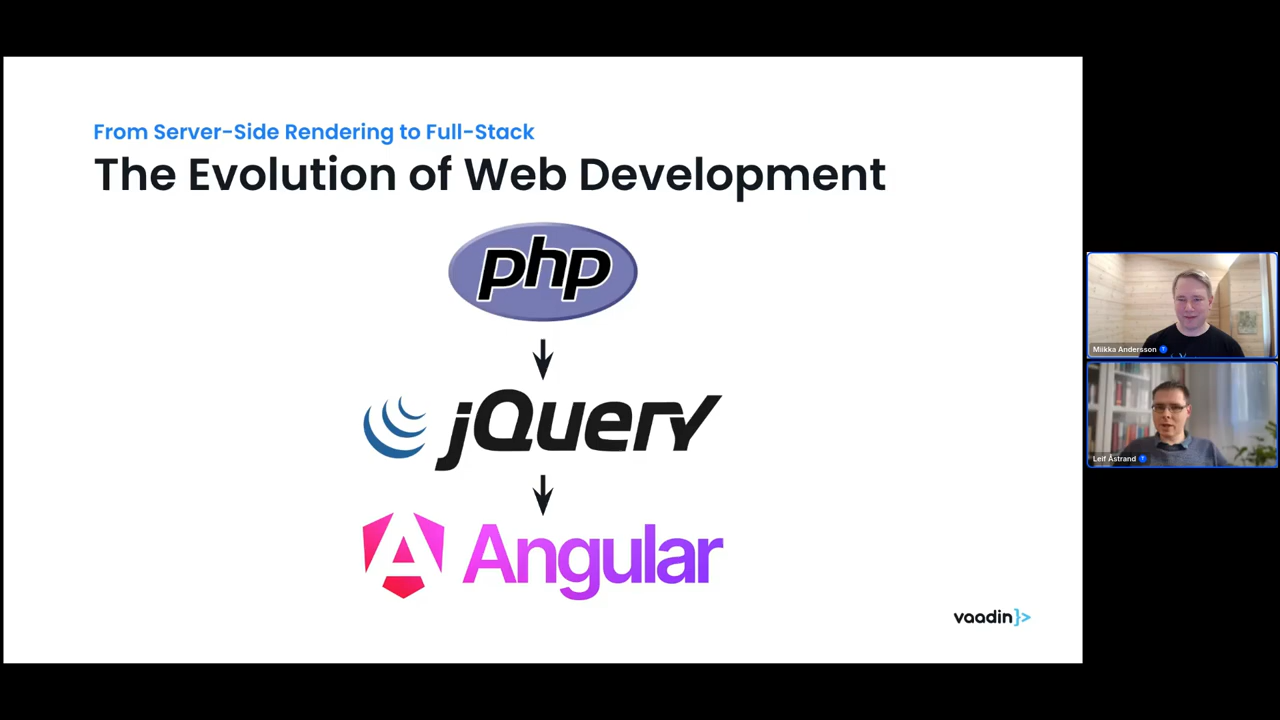 From Server-Side Rendering to Full-Stack
The Evolution of Web Development
php
jQuery
Angular
vaadin}>
Miikka Andersson
Leif Åstrand